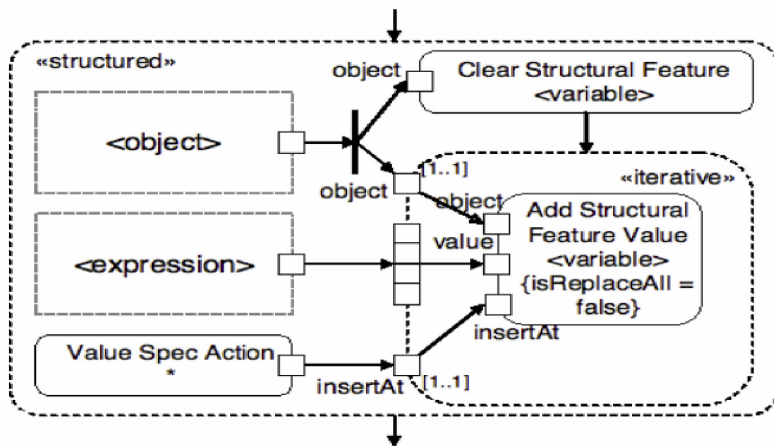 «structured»
object
Clear Structural Feature
<variable>
<object>
object
[1..1]
«iterative»
object
Add Structural
Feature Value
<variable>
{isReplaceAll =
false}
value
<expression>
insertAt
Value Spec Action
*
insertAt
[1..1]